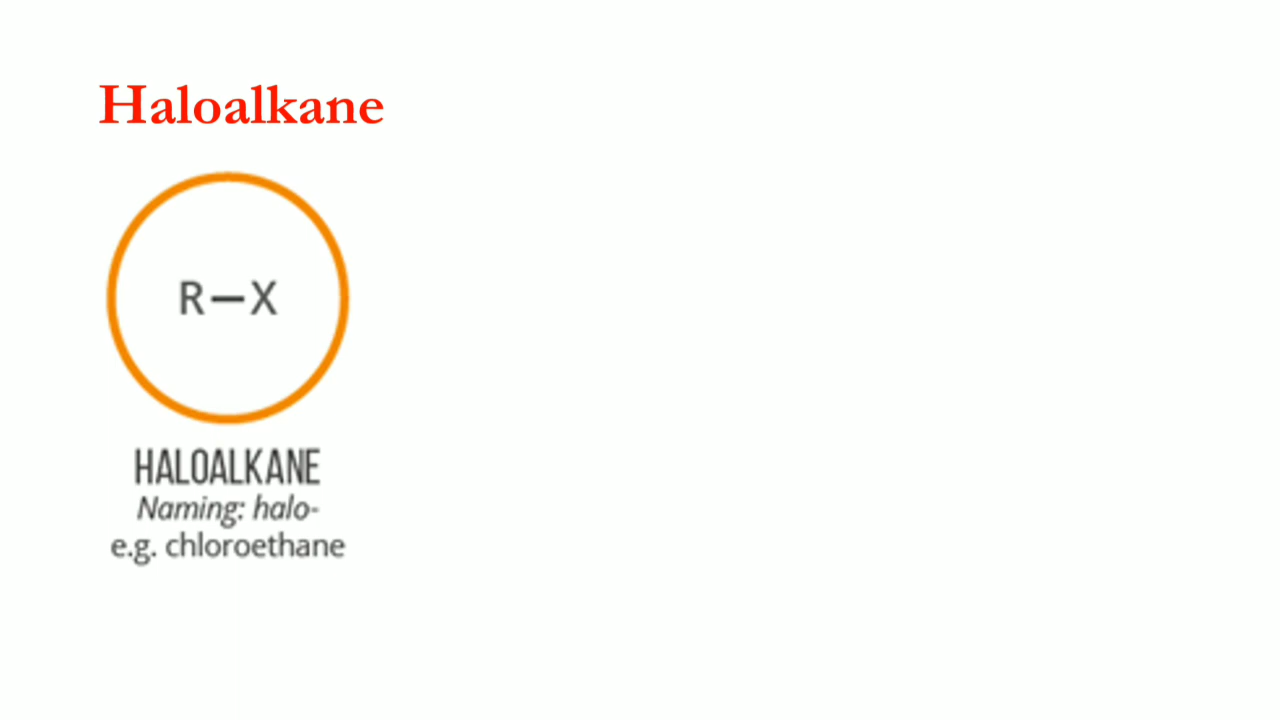 Haloalkane
R—X
HALOALKANE
Naming: halo-
e.g. chloroethane